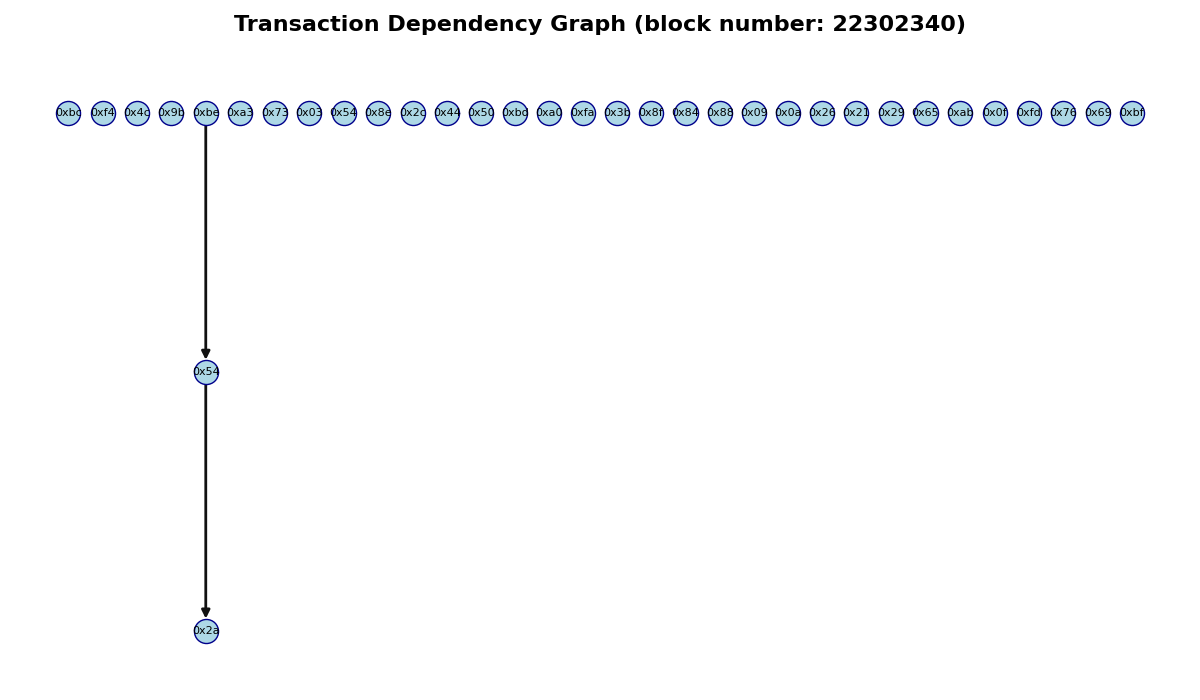 Transaction Dependency Graph (block number: 22302340)
0xbc 0xf4 0x4c 0x9b 0xbe 0xa3 0x73 0x03 0x54 0x8e 0x2c 0x44 0x50 0xbd 0xa0 0xfa 0x3b 0x8f 0x84 0x88 0x09 0x0a 0x26 0x21 0x29 0x65 0xab 0x0f 0xfd 0x76 0x69 0xbf
0x54
0x2a